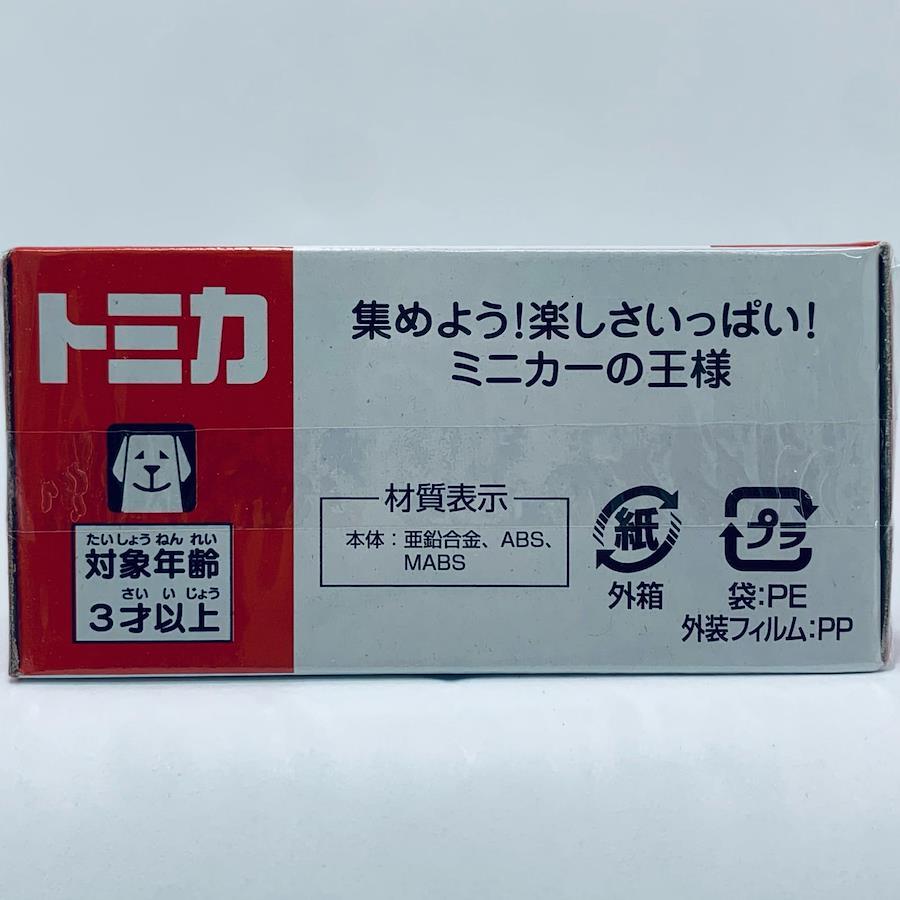 トミカ
集めよう!楽しさいっぱい!
ミニカーの王様
たいしょうねんれい
対象年齢
さいいじょう
3才以上
材質表示
本体:亜鉛合金、ABS、
MABS
紙
外箱
プラ
袋:PE
外装フィルム:PP